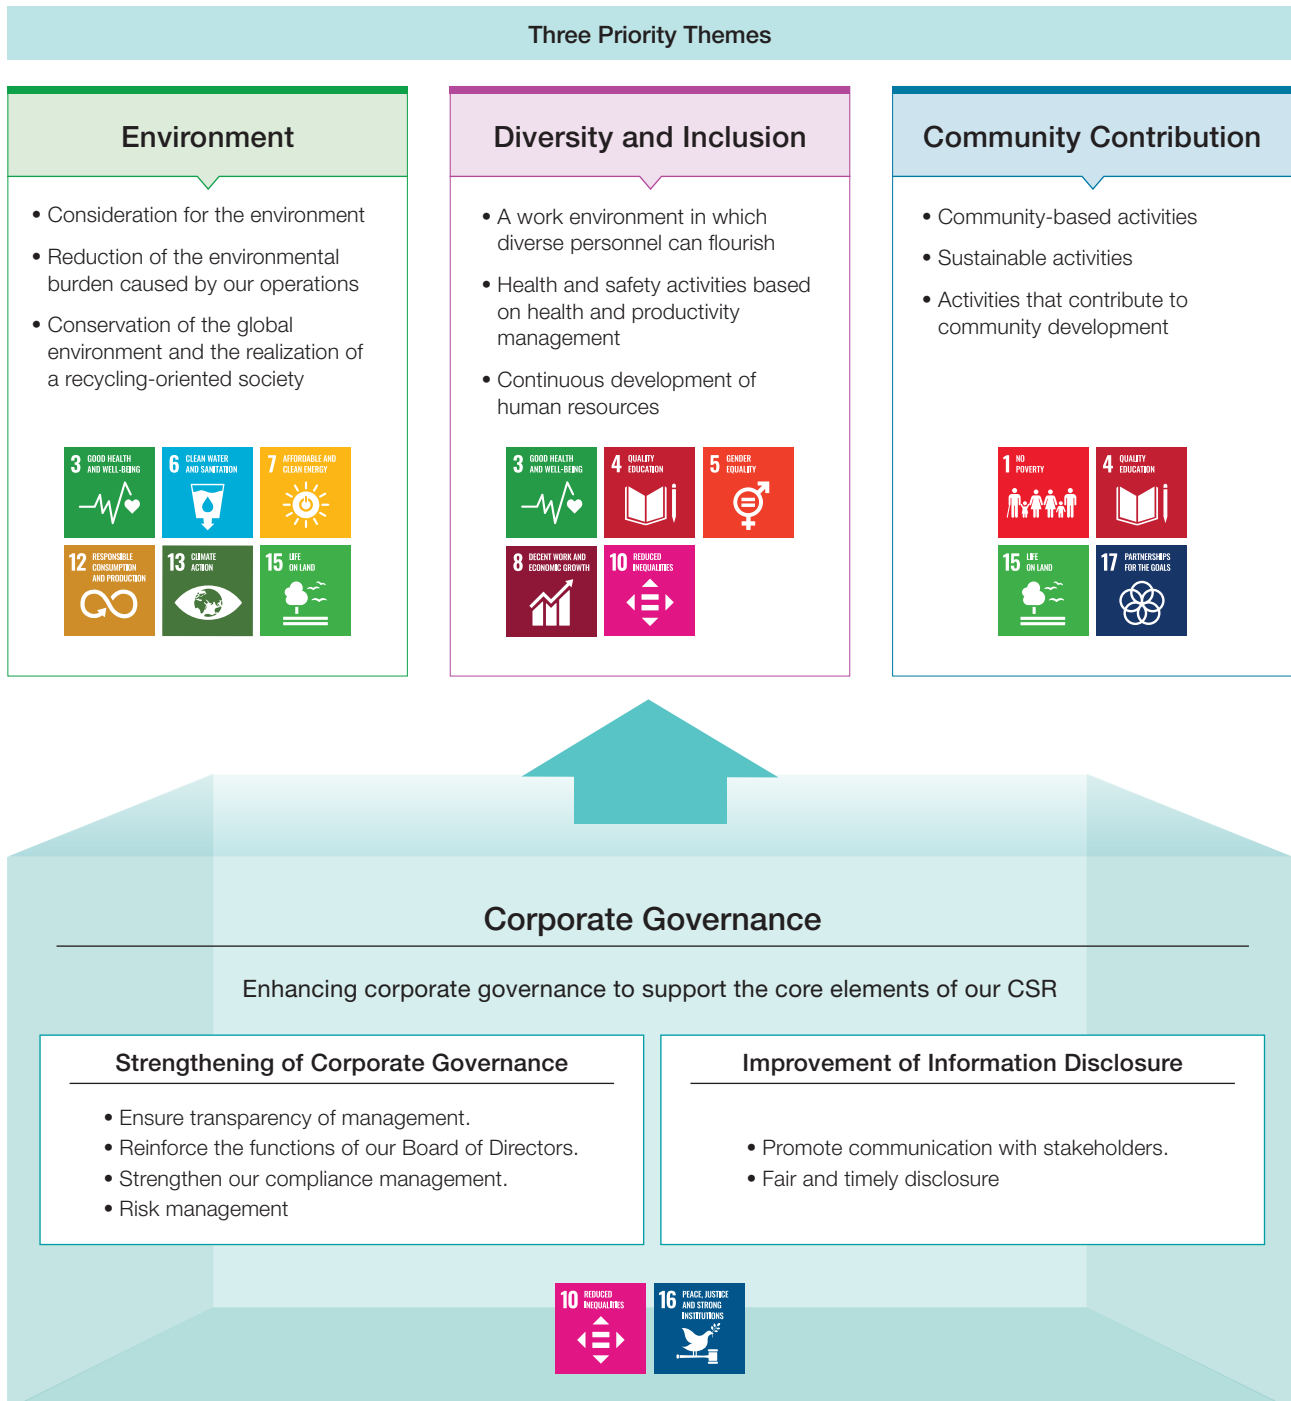 Three Priority Themes
Environment
• Consideration for the environment
• Reduction of the environmental
burden caused by our operations
• Conservation of the global
environment and the realization of
a recycling-oriented society
3 GOOD HEALTH
AND WELL-BEING
6 CLEAN WATER
AND SANITATION
7 AFFORDABLE AND
CLEAN ENERGY
12 RESPONSIBLE
CONSUMPTION
AND PRODUCTION
13 CLIMATE
ACTION
15 LIFE
ON LAND
Diversity and Inclusion
• A work environment in which
diverse personnel can flourish
• Health and safety activities based
on health and productivity
management
• Continuous development of
human resources
3 GOOD HEALTH
AND WELL-BEING
4 QUALITY
EDUCATION
5 GENDER
EQUALITY
8 DECENT WORK AND
ECONOMIC GROWTH
10 REDUCED
INEQUALITIES
Community Contribution
• Community-based activities
• Sustainable activities
• Activities that contribute to
community development
1 NO
POVERTY
4 QUALITY
EDUCATION
15 LIFE
ON LAND
17 PARTNERSHIPS
FOR THE GOALS
Corporate Governance
Enhancing corporate governance to support the core elements of our CSR
Strengthening of Corporate Governance
• Ensure transparency of management.
• Reinforce the functions of our Board of Directors.
• Strengthen our compliance management.
• Risk management
Improvement of Information Disclosure
• Promote communication with stakeholders.
• Fair and timely disclosure
10 REDUCED
INEQUALITIES
16 PEACE, JUSTICE
AND STRONG
INSTITUTIONS